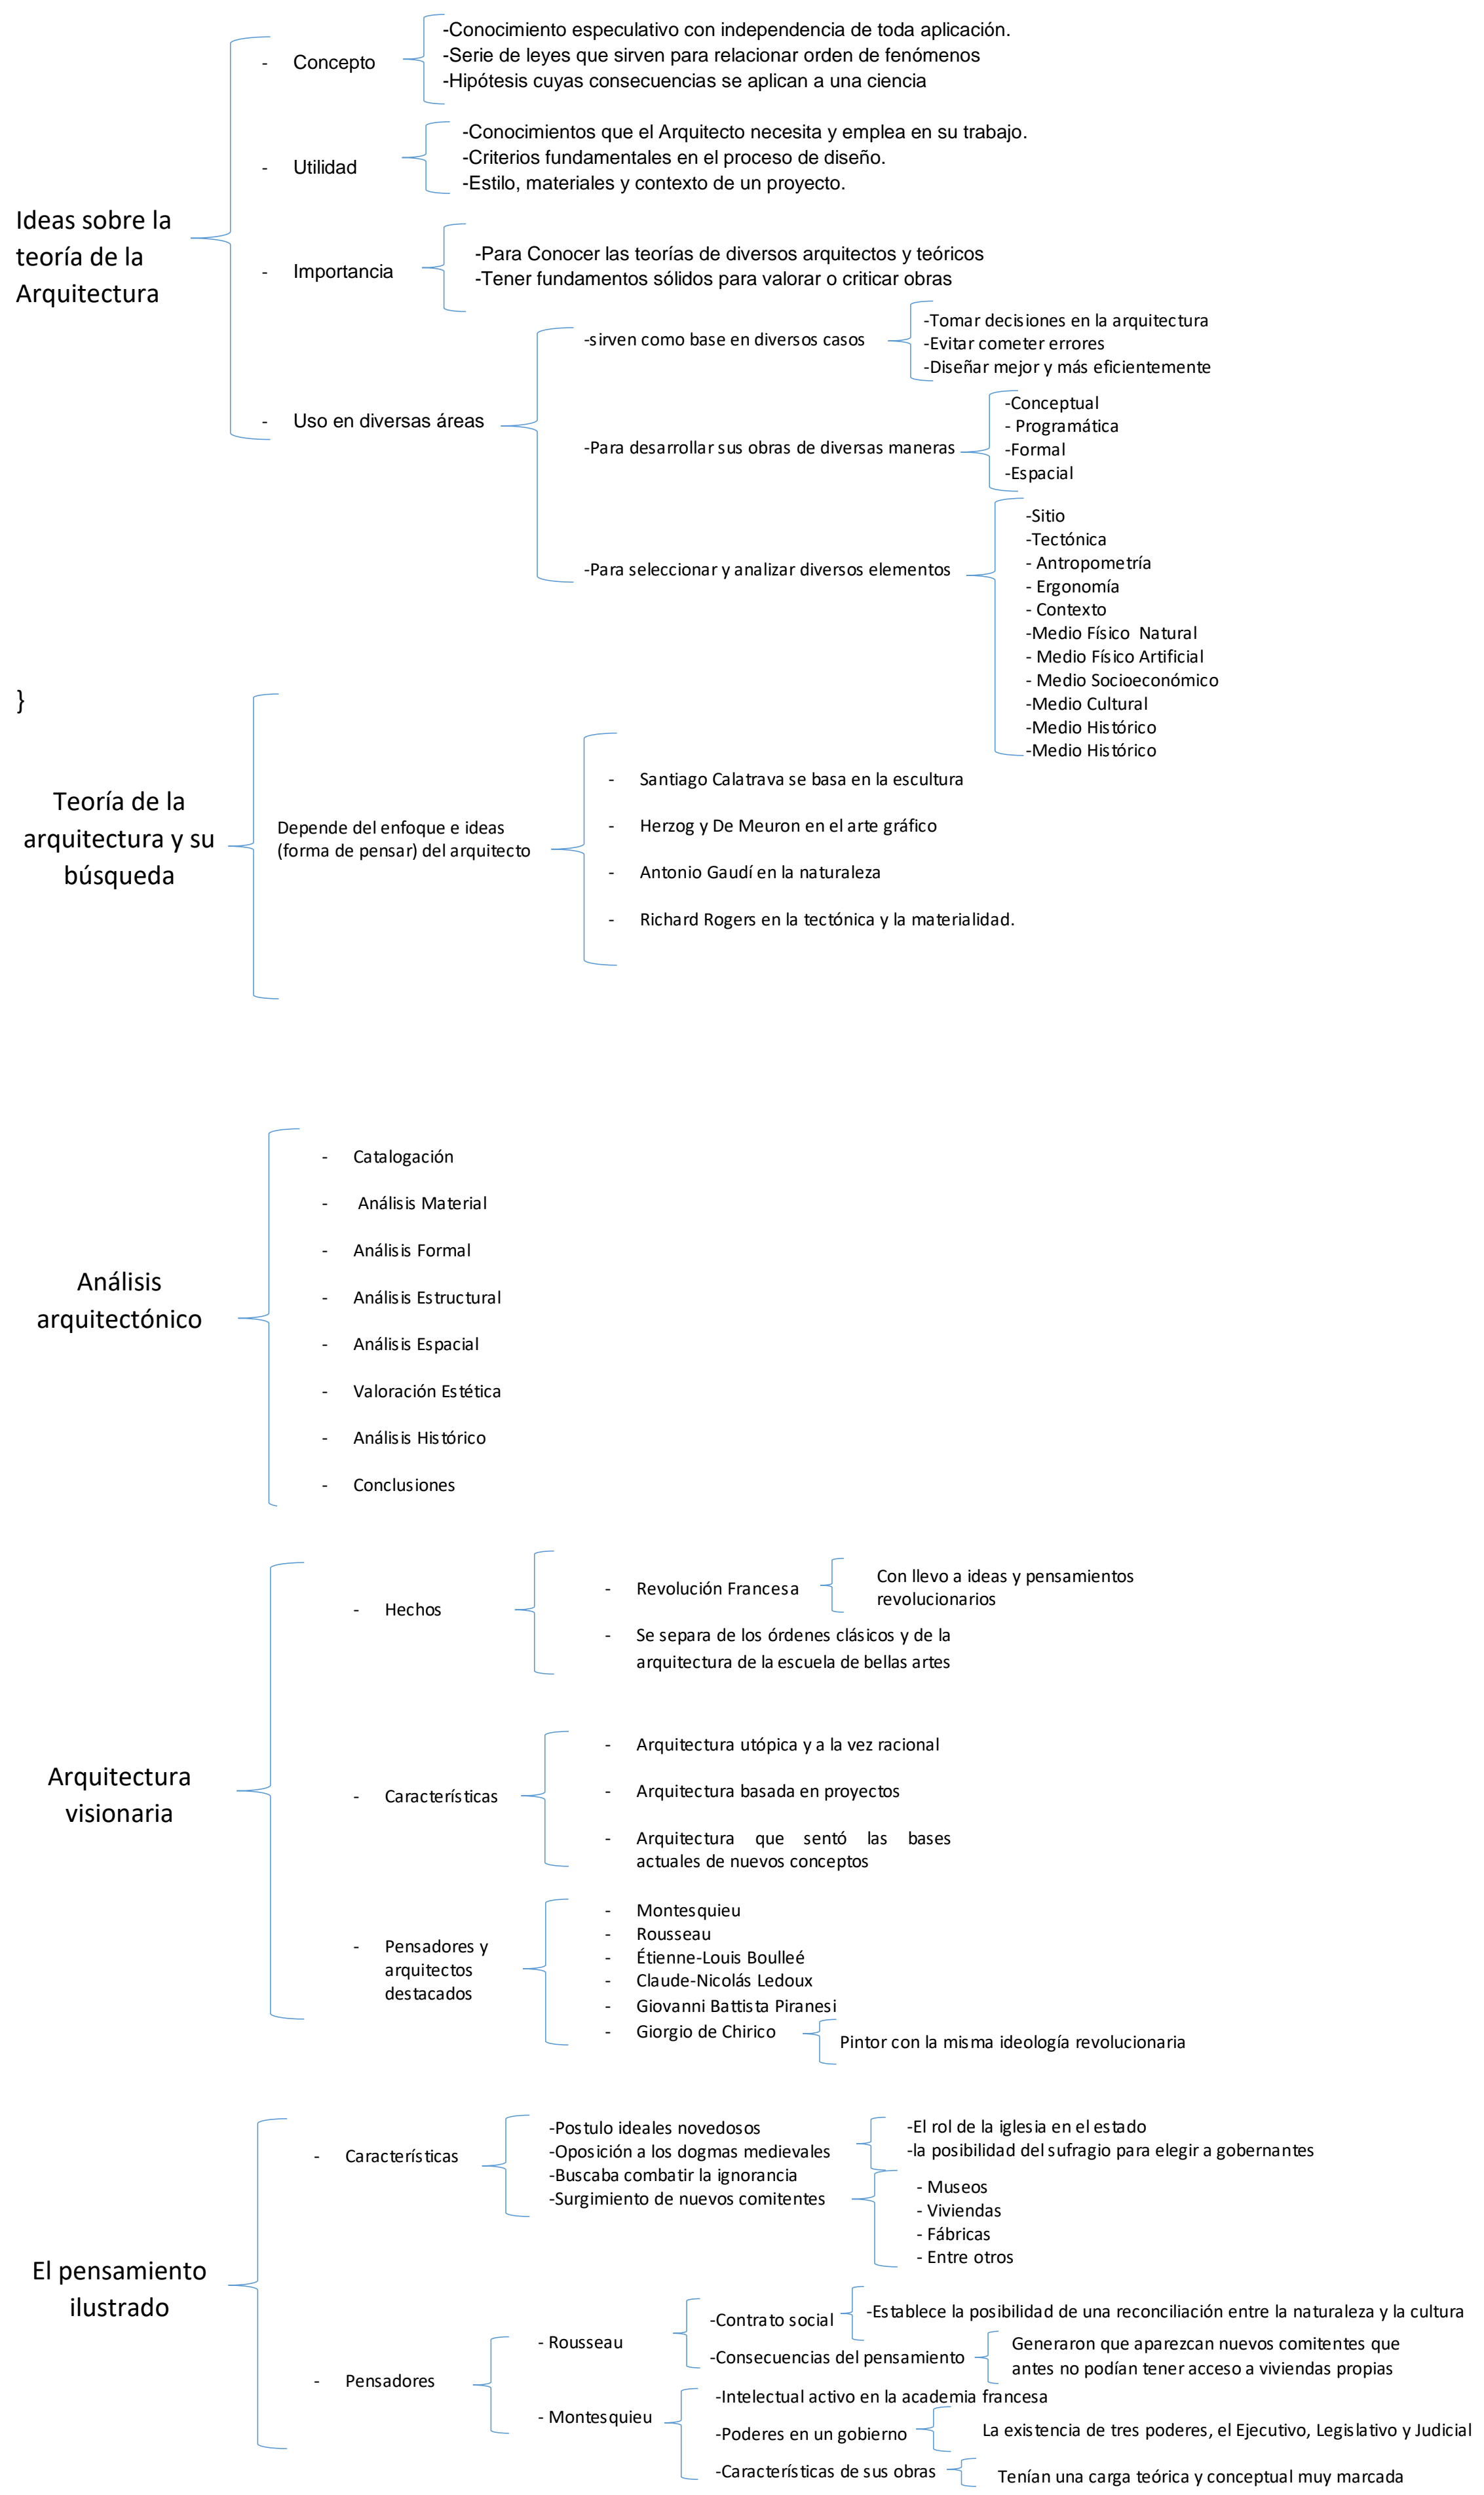 Ideas sobre la
teoría de la
Arquitectura
- Concepto
-Conocimiento especulativo con independencia de toda aplicación.
-Serie de leyes que sirven para relacionar orden de fenómenos
-Hipótesis cuyas consecuencias se aplican a una ciencia
- Utilidad
-Conocimientos que el Arquitecto necesita y emplea en su trabajo.
-Criterios fundamentales en el proceso de diseño.
-Estilo, materiales y contexto de un proyecto.
- Importancia
-Para Conocer las teorías de diversos arquitectos y teóricos
-Tener fundamentos sólidos para valorar o criticar obras
- Uso en diversas áreas
-sirven como base en diversos casos
-Tomar decisiones en la arquitectura
-Evitar cometer errores
-Diseñar mejor y más eficientemente
-Para desarrollar sus obras de diversas maneras
-Conceptual
- Programática
-Formal
-Espacial
-Para seleccionar y analizar diversos elementos
-Sitio
-Tectónica
- Antropometría
- Ergonomía
- Contexto
-Medio Físico Natural
- Medio Físico Artificial
- Medio Socioeconómico
-Medio Cultural
-Medio Histórico
-Medio Histórico
}
Teoría de la
arquitectura y su
búsqueda
Depende del enfoque e ideas
(forma de pensar) del arquitecto
- Santiago Calatrava se basa en la escultura
- Herzog y De Meuron en el arte gráfico
- Antonio Gaudí en la naturaleza
- Richard Rogers en la tectónica y la materialidad.
Análisis
arquitectónico
- Catalogación
- Análisis Material
- Análisis Formal
- Análisis Estructural
- Análisis Espacial
- Valoración Estética
- Análisis Histórico
- Conclusiones
Arquitectura
visionaria
- Hechos
- Revolución Francesa
Con llevo a ideas y pensamientos
revolucionarios
- Se separa de los órdenes clásicos y de la
arquitectura de la escuela de bellas artes
- Características
- Arquitectura utópica y a la vez racional
- Arquitectura basada en proyectos
- Arquitectura que sentó las bases
actuales de nuevos conceptos
- Pensadores y
arquitectos
destacados
- Montesquieu
- Rousseau
- Étienne-Louis Boulleé
- Claude-Nicolás Ledoux
- Giovanni Battista Piranesi
- Giorgio de Chirico
Pintor con la misma ideología revolucionaria
El pensamiento
ilustrado
- Características
-Postulo ideales novedosos
-Oposición a los dogmas medievales
-Buscaba combatir la ignorancia
-Surgimiento de nuevos comitentes
-El rol de la iglesia en el estado
-la posibilidad del sufragio para elegir a gobernantes
- Museos
- Viviendas
- Fábricas
- Entre otros
- Pensadores
- Rousseau
-Contrato social
-Establece la posibilidad de una reconciliación entre la naturaleza y la cultura
-Consecuencias del pensamiento
Generaron que aparezcan nuevos comitentes que
antes no podían tener acceso a viviendas propias
- Montesquieu
-Intelectual activo en la academia francesa
-Poderes en un gobierno
La existencia de tres poderes, el Ejecutivo, Legislativo y Judicial
-Características de sus obras
Tenían una carga teórica y conceptual muy marcada